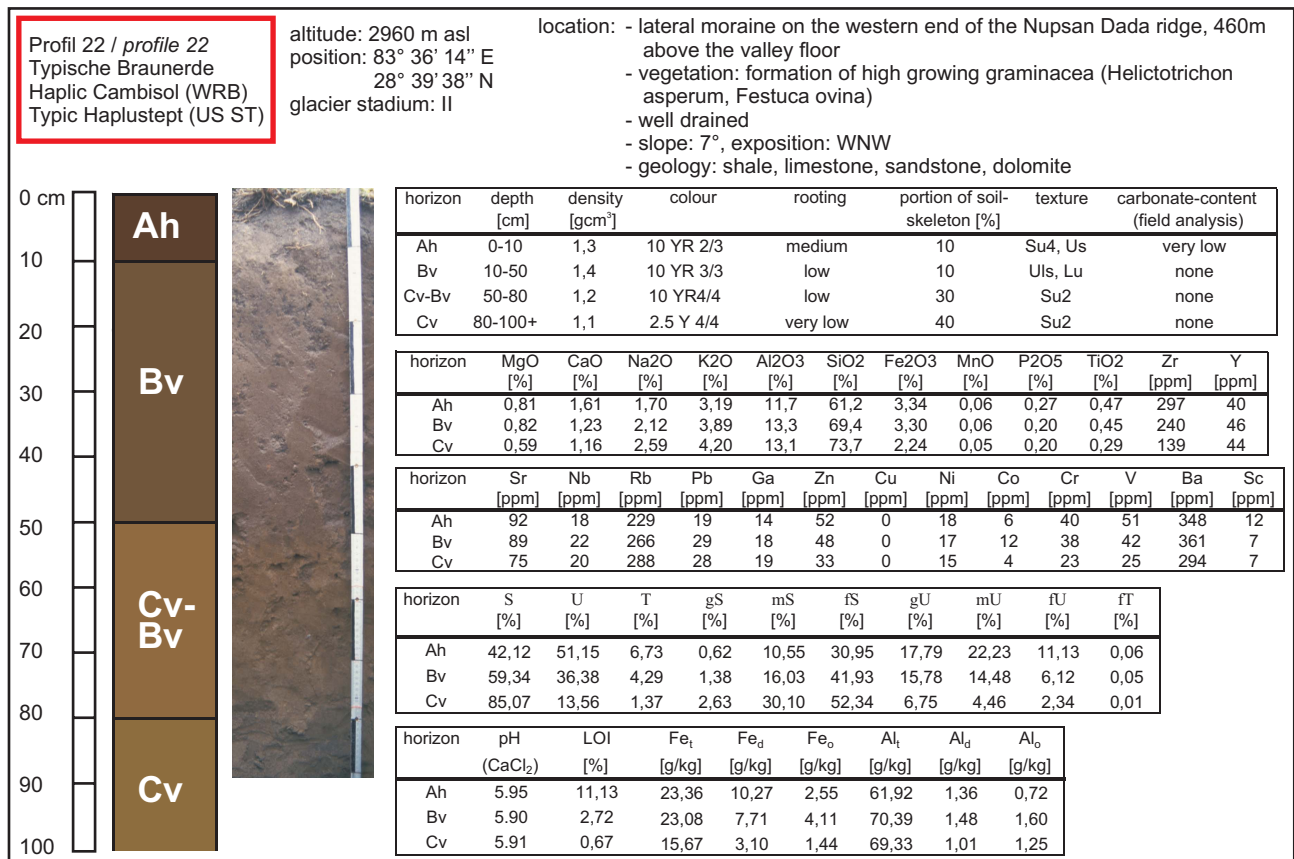 Profil 22 / profile 22
Typische Braunerde
Haplic Cambisol (WRB)
Typic Haplustept (US ST)
altitude: 2960 m asl
position: 83° 36' 14'' E
28° 39' 38'' N
glacier stadium: II
location: - lateral moraine on the western end of the Nupsan Dada ridge, 460m
above the valley floor
- vegetation: formation of high growing graminacea (Helictotrichon
asperum, Festuca ovina)
- well drained
- slope: 7°, exposition: WNW
- geology: shale, limestone, sandstone, dolomite
0 cm
10
20
30
40
50
60
70
80
90
100
Ah
Bv
Cv-
Bv
Cv
horizon depth density colour rooting portion of soil- texture carbonate-content
[cm] [gcm³] skeleton [%] (field analysis)
Ah 0-10 1,3 10 YR 2/3 medium 10 Su4, Us very low
Bv 10-50 1,4 10 YR 3/3 low 10 Uls, Lu none
Cv-Bv 50-80 1,2 10 YR4/4 low 30 Su2 none
Cv 80-100+ 1,1 2.5 Y 4/4 very low 40 Su2 none
horizon MgO CaO Na2O K2O Al2O3 SiO2 Fe2O3 MnO P2O5 TiO2 Zr Y
[%] [%] [%] [%] [%] [%] [%] [%] [%] [%] [ppm] [ppm]
Ah 0,81 1,61 1,70 3,19 11,7 61,2 3,34 0,06 0,27 0,47 297 40
Bv 0,82 1,23 2,12 3,89 13,3 69,4 3,30 0,06 0,20 0,45 240 46
Cv 0,59 1,16 2,59 4,20 13,1 73,7 2,24 0,05 0,20 0,29 139 44
horizon Sr Nb Rb Pb Ga Zn Cu Ni Co Cr V Ba Sc
[ppm] [ppm] [ppm] [ppm] [ppm] [ppm] [ppm] [ppm] [ppm] [ppm] [ppm] [ppm] [ppm]
Ah 92 18 229 19 14 52 0 18 6 40 51 348 12
Bv 89 22 266 29 18 48 0 17 12 38 42 361 7
Cv 75 20 288 28 19 33 0 15 4 23 25 294 7
horizon S U T gS mS fS gU mU fU fT
[%] [%] [%] [%] [%] [%] [%] [%] [%] [%]
Ah 42,12 51,15 6,73 0,62 10,55 30,95 17,79 22,23 11,13 0,06
Bv 59,34 36,38 4,29 1,38 16,03 41,93 15,78 14,48 6,12 0,05
Cv 85,07 13,56 1,37 2,63 30,10 52,34 6,75 4,46 2,34 0,01
horizon pH LOI Feₜ Fe_d Feₒ Alₜ Al_d Alₒ
(CaCl₂) [%] [g/kg] [g/kg] [g/kg] [g/kg] [g/kg] [g/kg]
Ah 5.95 11,13 23,36 10,27 2,55 61,92 1,36 0,72
Bv 5.90 2,72 23,08 7,71 4,11 70,39 1,48 1,60
Cv 5.91 0,67 15,67 3,10 1,44 69,33 1,01 1,25